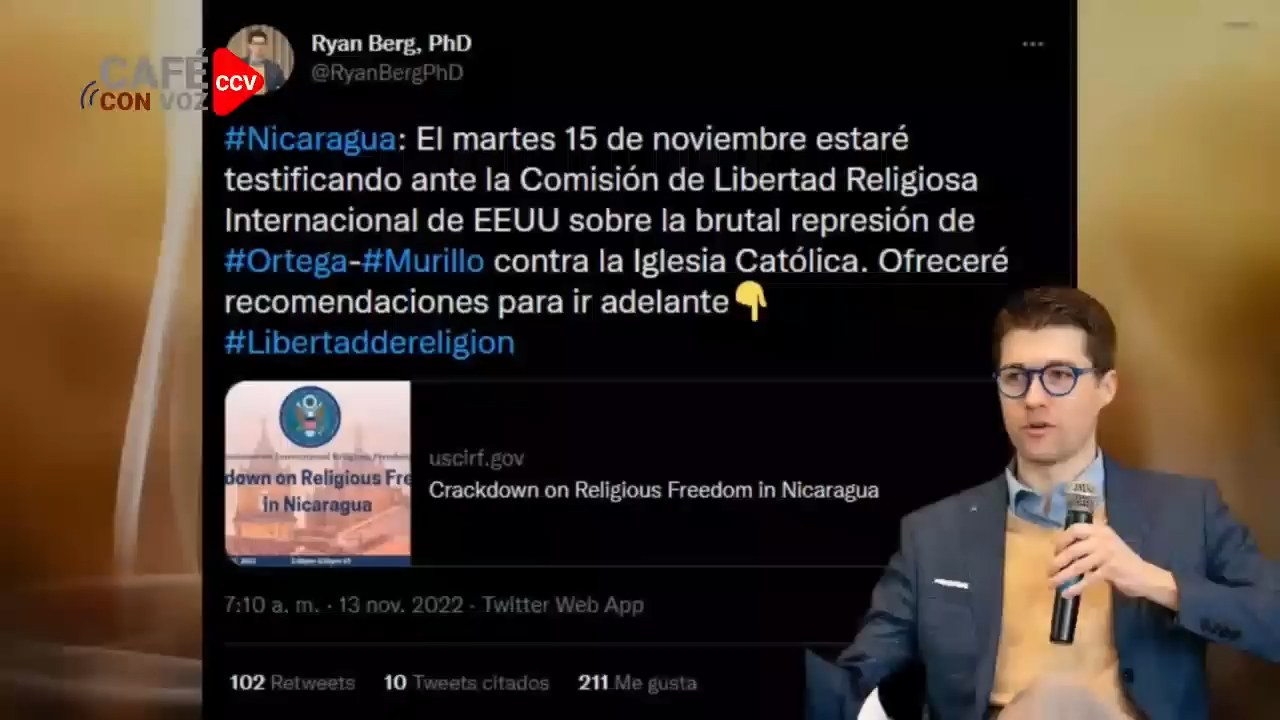 CAFÉ
CON VOZ
CCV
Ryan Berg, PhD
@RyanBergPhD
#Nicaragua: El martes 15 de noviembre estaré
testificando ante la Comisión de Libertad Religiosa
Internacional de EEUU sobre la brutal represión de
#Ortega-#Murillo contra la Iglesia Católica. Ofreceré
recomendaciones para ir adelante👇
#Libertaddereligion
down on Religious Fre
in Nicaragua
uscirf.gov
Crackdown on Religious Freedom in Nicaragua
7:10 a. m. · 13 nov. 2022 · Twitter Web App
102 Retweets 10 Tweets citados 211 Me gusta